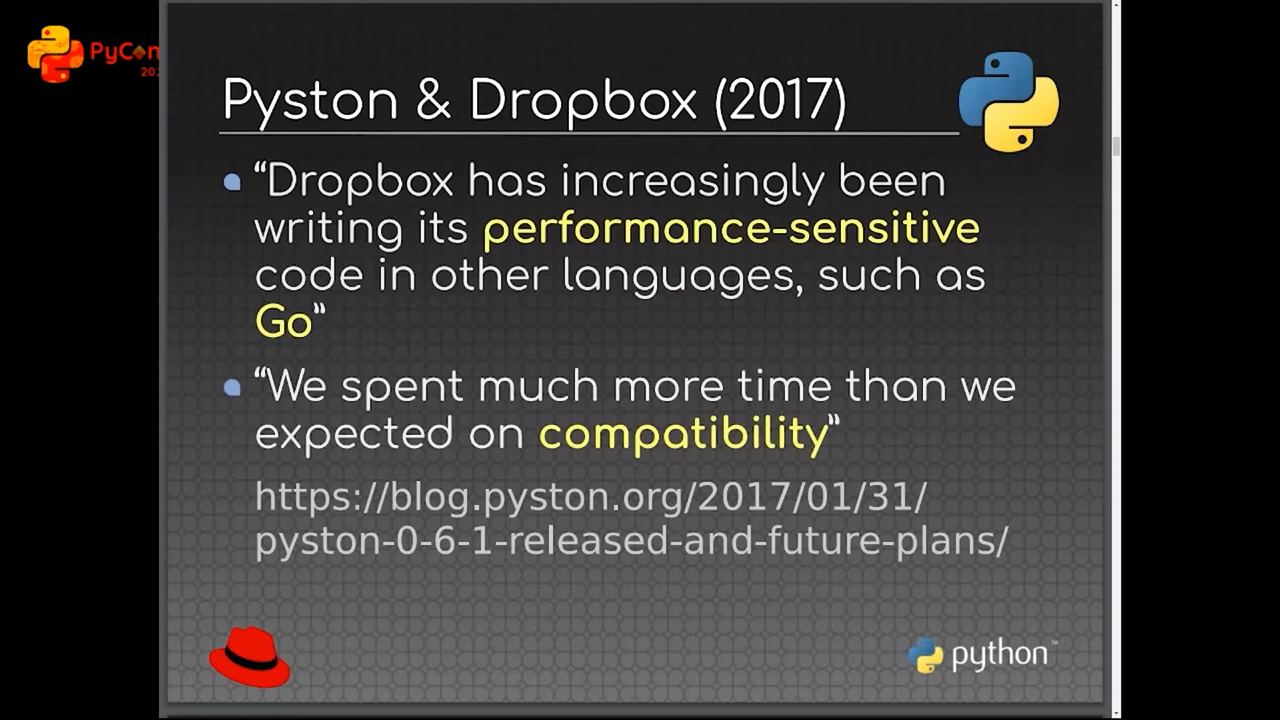 PyCon
Pyston & Dropbox (2017)
“Dropbox has increasingly been
writing its performance-sensitive
code in other languages, such as
Go”
“We spent much more time than we
expected on compatibility”
https://blog.pyston.org/2017/01/31/
pyston-0-6-1-released-and-future-plans/
python™